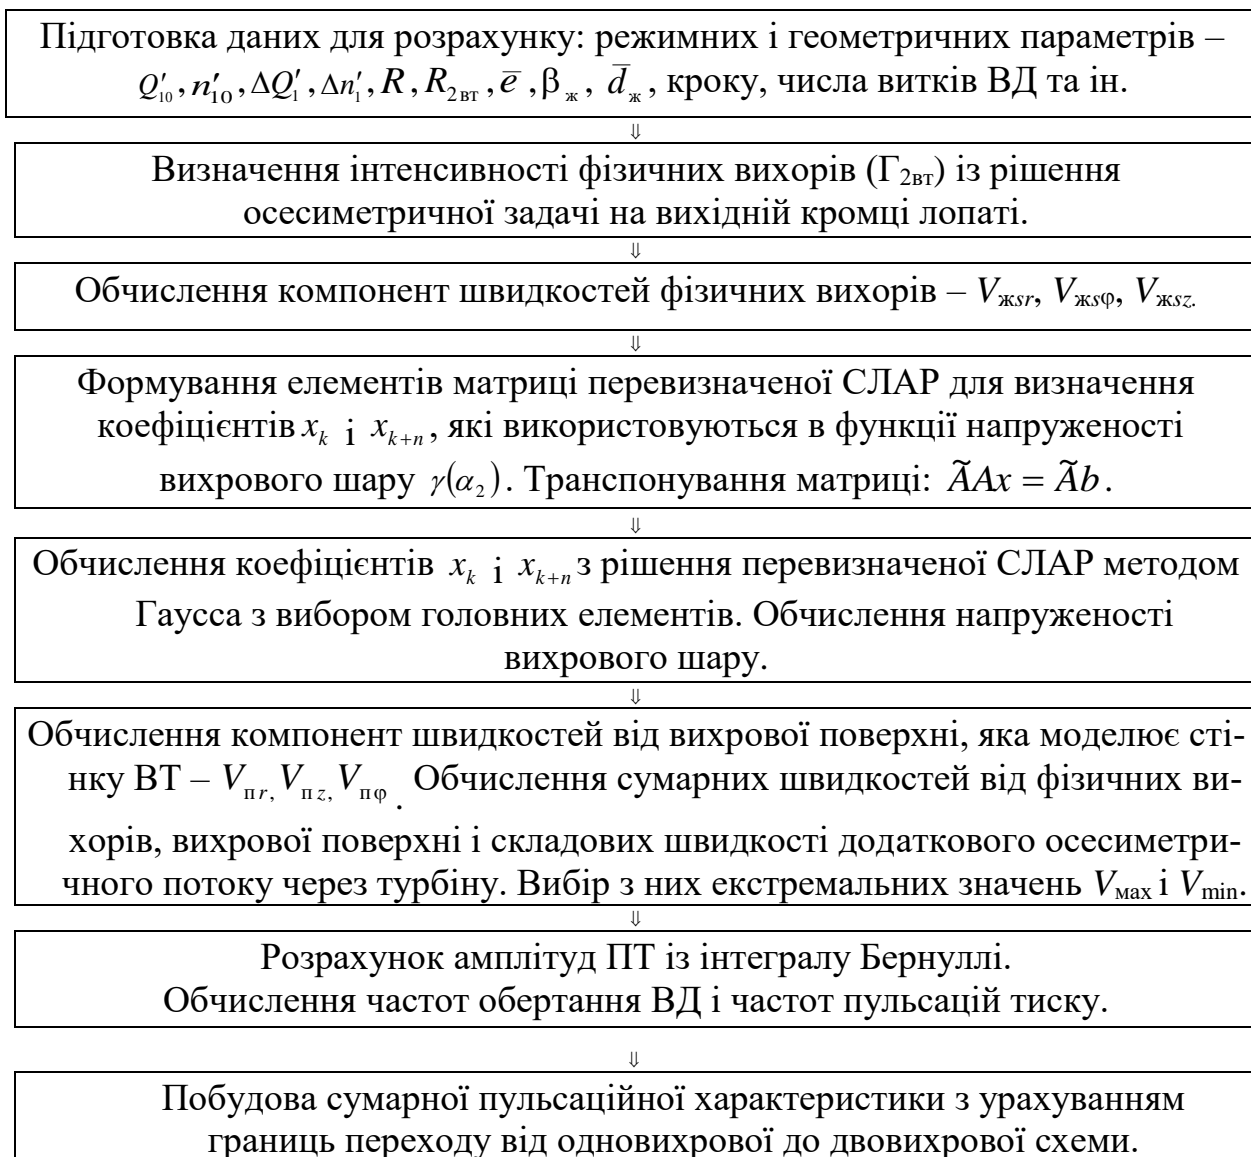 Підготовка даних для розрахунку: режимних і геометричних параметрів –
Q′₁₀, n′₁₀, ΔQ′₁, Δn′₁, R, R₂вт, e̅, βж, d̅ж, кроку, числа витків ВД та ін.
⇓
Визначення інтенсивності фізичних вихорів (Γ₂вт) із рішення
осесиметричної задачі на вихідній кромці лопаті.
⇓
Обчислення компонент швидкостей фізичних вихорів – Vжsr, Vжsφ, Vжsz.
⇓
Формування елементів матриці перевизначеної СЛАР для визначення
коефіцієнтів xₖ і xₖ₊ₙ, які використовуються в функції напруженості
вихрового шару γ(α₂). Транспонування матриці: ÃAx = Ãb.
⇓
Обчислення коефіцієнтів xₖ і xₖ₊ₙ з рішення перевизначеної СЛАР методом
Гаусса з вибором головних елементів. Обчислення напруженості
вихрового шару.
⇓
Обчислення компонент швидкостей від вихрової поверхні, яка моделює сті-
нку ВТ – Vпr, Vпz, Vпφ. Обчислення сумарних швидкостей від фізичних ви-
хорів, вихрової поверхні і складових швидкості додаткового осесиметри-
чного потоку через турбіну. Вибір з них екстремальних значень Vмах і Vmin.
⇓
Розрахунок амплітуд ПТ із інтегралу Бернуллі.
Обчислення частот обертання ВД і частот пульсацій тиску.
⇓
Побудова сумарної пульсаційної характеристики з урахуванням
границь переходу від одновихрової до двовихрової схеми.